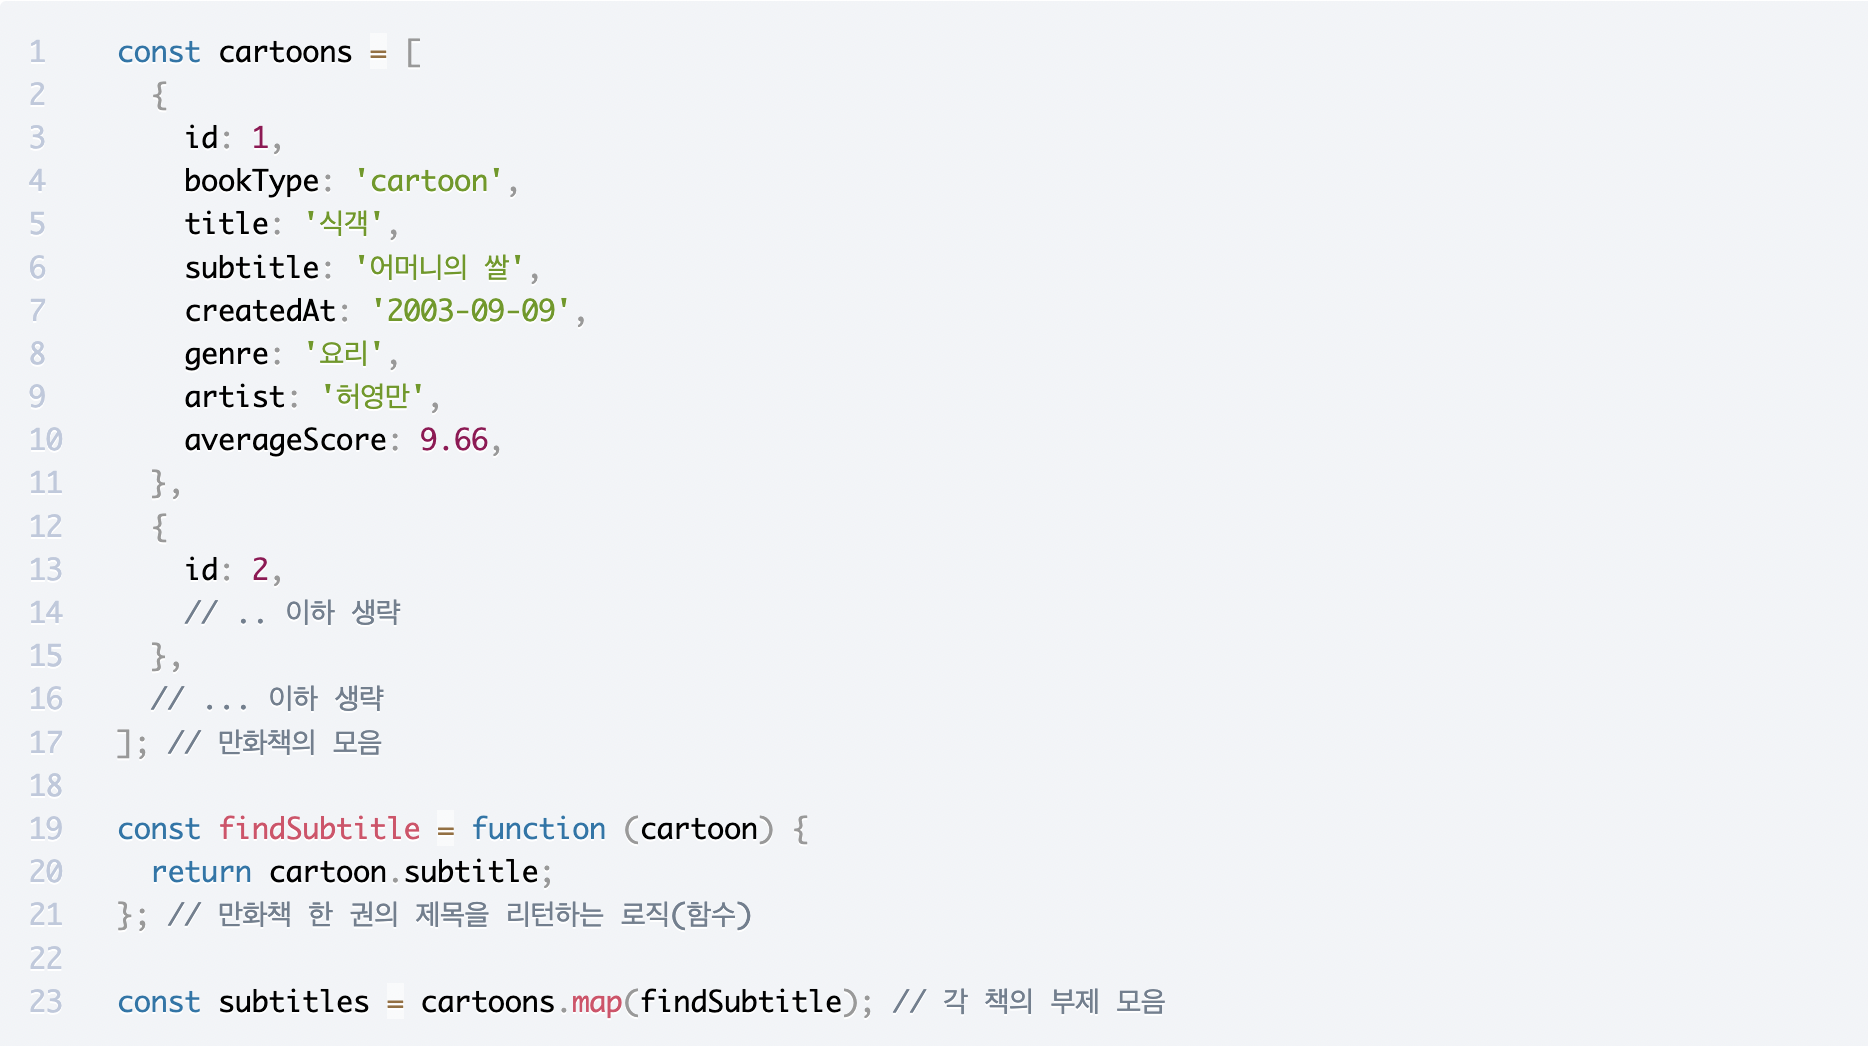 1 const cartoons = [
2 {
3 id: 1,
4 bookType: 'cartoon',
5 title: '식객',
6 subtitle: '어머니의 쌀',
7 createdAt: '2003-09-09',
8 genre: '요리',
9 artist: '허영만',
10 averageScore: 9.66,
11 },
12 {
13 id: 2,
14 // .. 이하 생략
15 },
16 // ... 이하 생략
17 ]; // 만화책의 모음
18
19 const findSubtitle = function (cartoon) {
20 return cartoon.subtitle;
21 }; // 만화책 한 권의 제목을 리턴하는 로직(함수)
22
23 const subtitles = cartoons.map(findSubtitle); // 각 책의 부제 모음